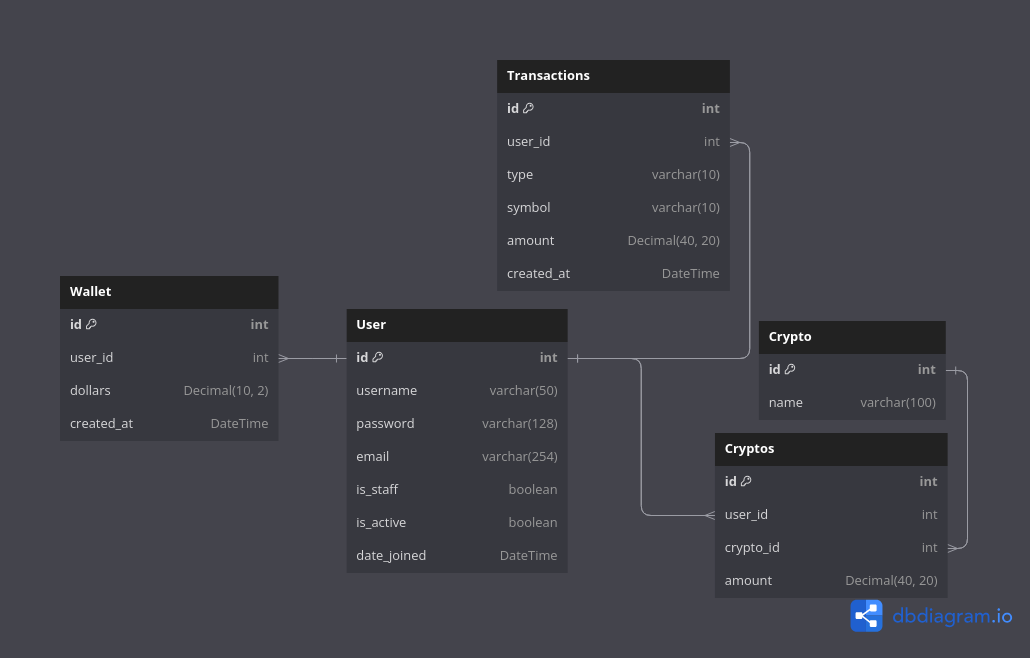 Transactions
id int
user_id int
type varchar(10)
symbol varchar(10)
amount Decimal(40, 20)
created_at DateTime
Wallet
id int
user_id int
dollars Decimal(10, 2)
created_at DateTime
User
id int
username varchar(50)
password varchar(128)
email varchar(254)
is_staff boolean
is_active boolean
date_joined DateTime
Crypto
id int
name varchar(100)
Cryptos
id int
user_id int
crypto_id int
amount Decimal(40, 20)
dbdiagram.io